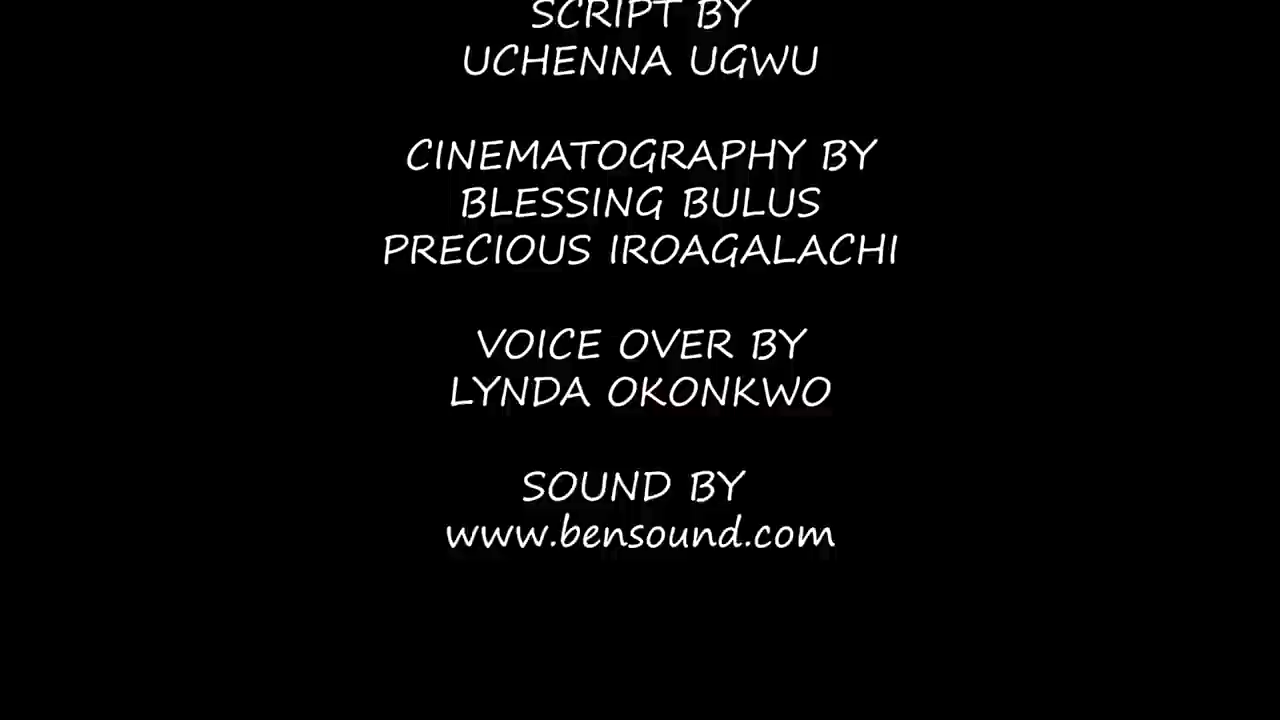 SCRIPT BY
UCHENNA UGWU
CINEMATOGRAPHY BY
BLESSING BULUS
PRECIOUS IROAGALACHI
VOICE OVER BY
LYNDA OKONKWO
SOUND BY
www.bensound.com